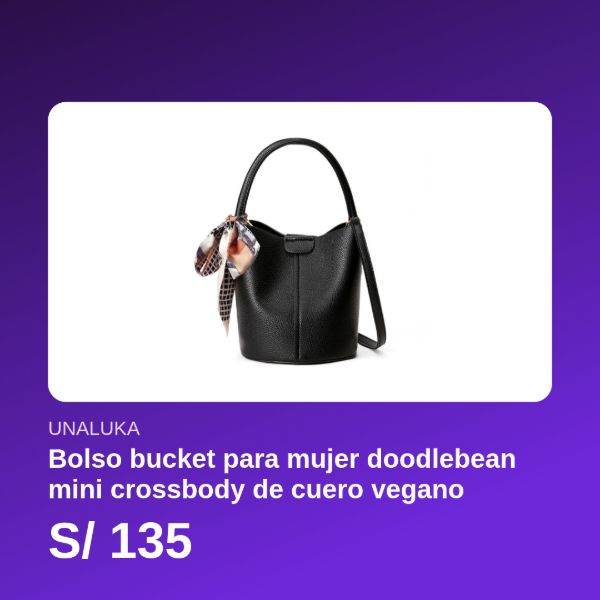 UNALUKA
Bolso bucket para mujer doodlebean
mini crossbody de cuero vegano
S/ 135